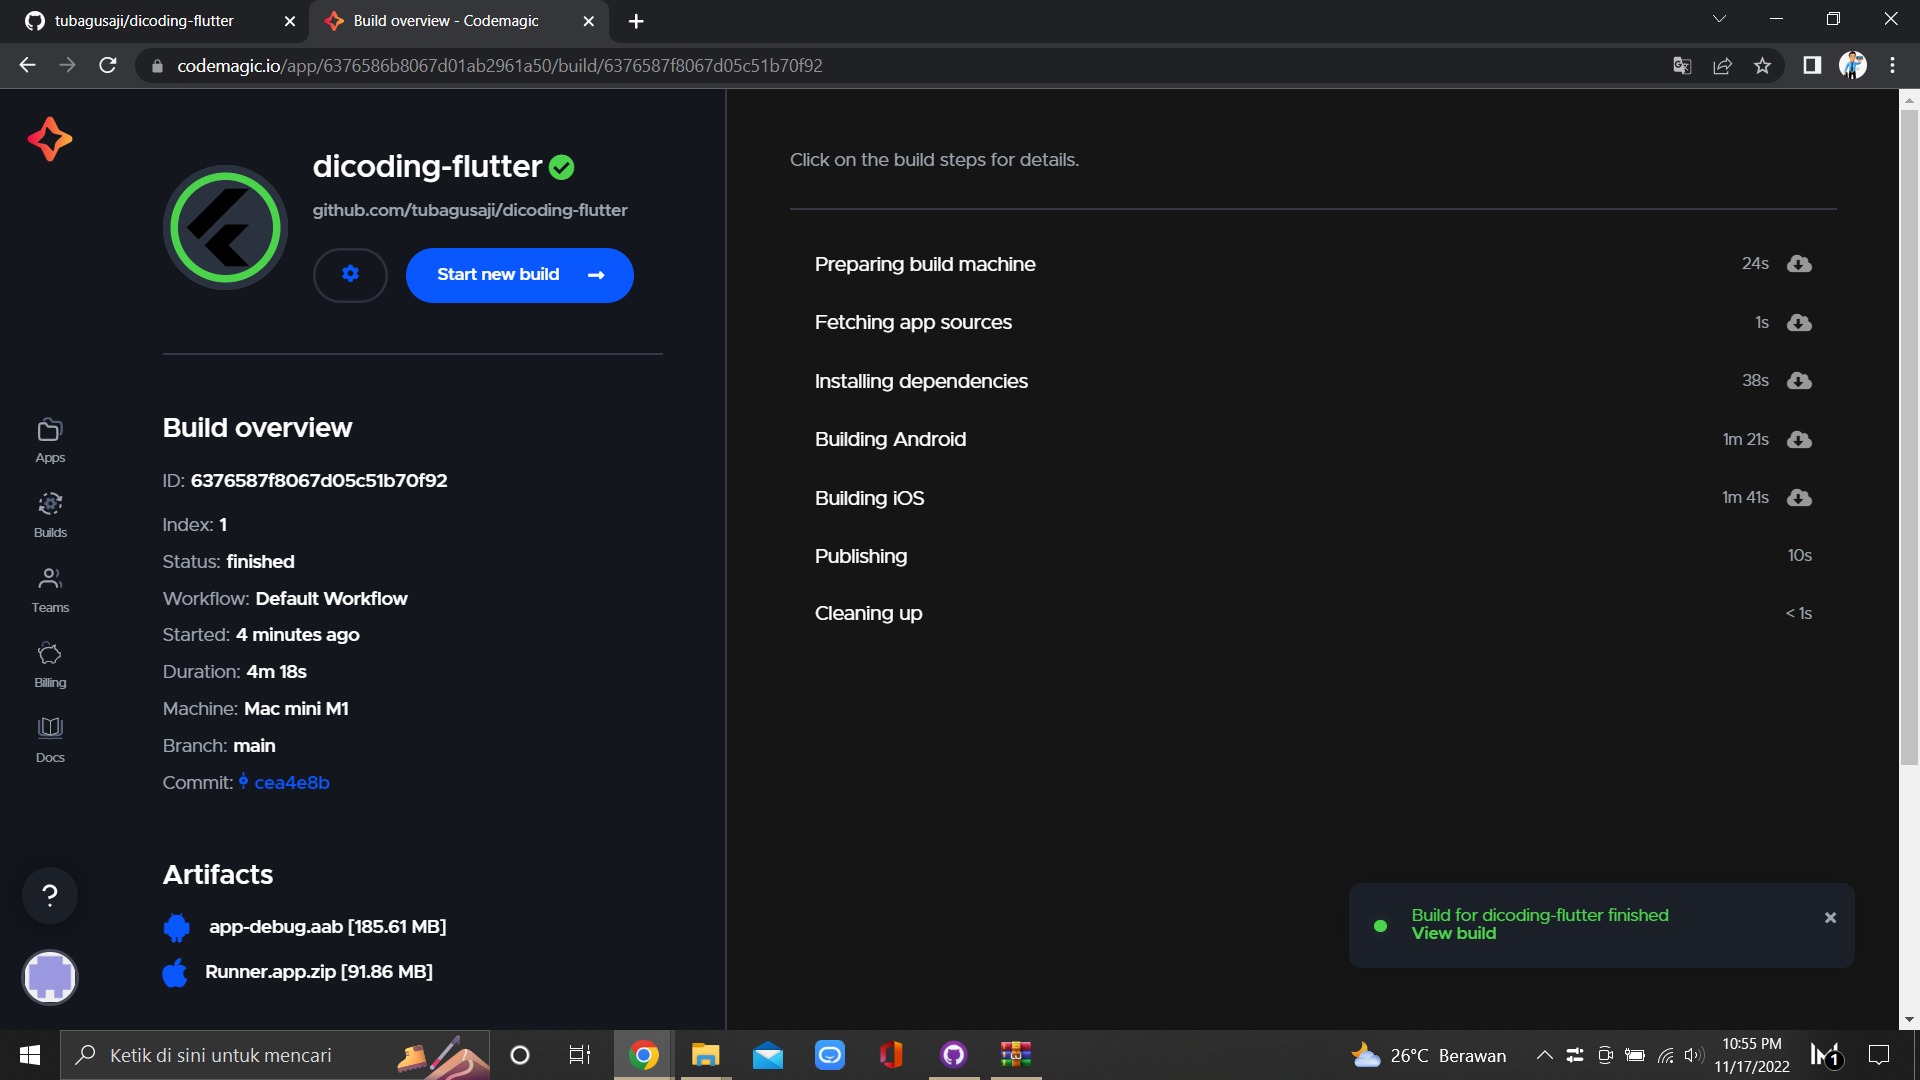 tubagusaji/dicoding-flutter
Build overview - Codemagic
codemagic.io/app/6376586b8067d01ab2961a50/build/6376587f8067d05c51b70f92
dicoding-flutter
github.com/tubagusaji/dicoding-flutter
Start new build
Apps
Builds
Teams
Billing
Docs
?
Build overview
ID: 6376587f8067d05c51b70f92
Index: 1
Status: finished
Workflow: Default Workflow
Started: 4 minutes ago
Duration: 4m 18s
Machine: Mac mini M1
Branch: main
Commit: cea4e8b
Artifacts
app-debug.aab [185.61 MB]
Runner.app.zip [91.86 MB]
Click on the build steps for details.
Preparing build machine 24s
Fetching app sources 1s
Installing dependencies 38s
Building Android 1m 21s
Building iOS 1m 41s
Publishing 10s
Cleaning up < 1s
Build for dicoding-flutter finished
View build
Ketik di sini untuk mencari
26°C Berawan
10:55 PM
11/17/2022
1